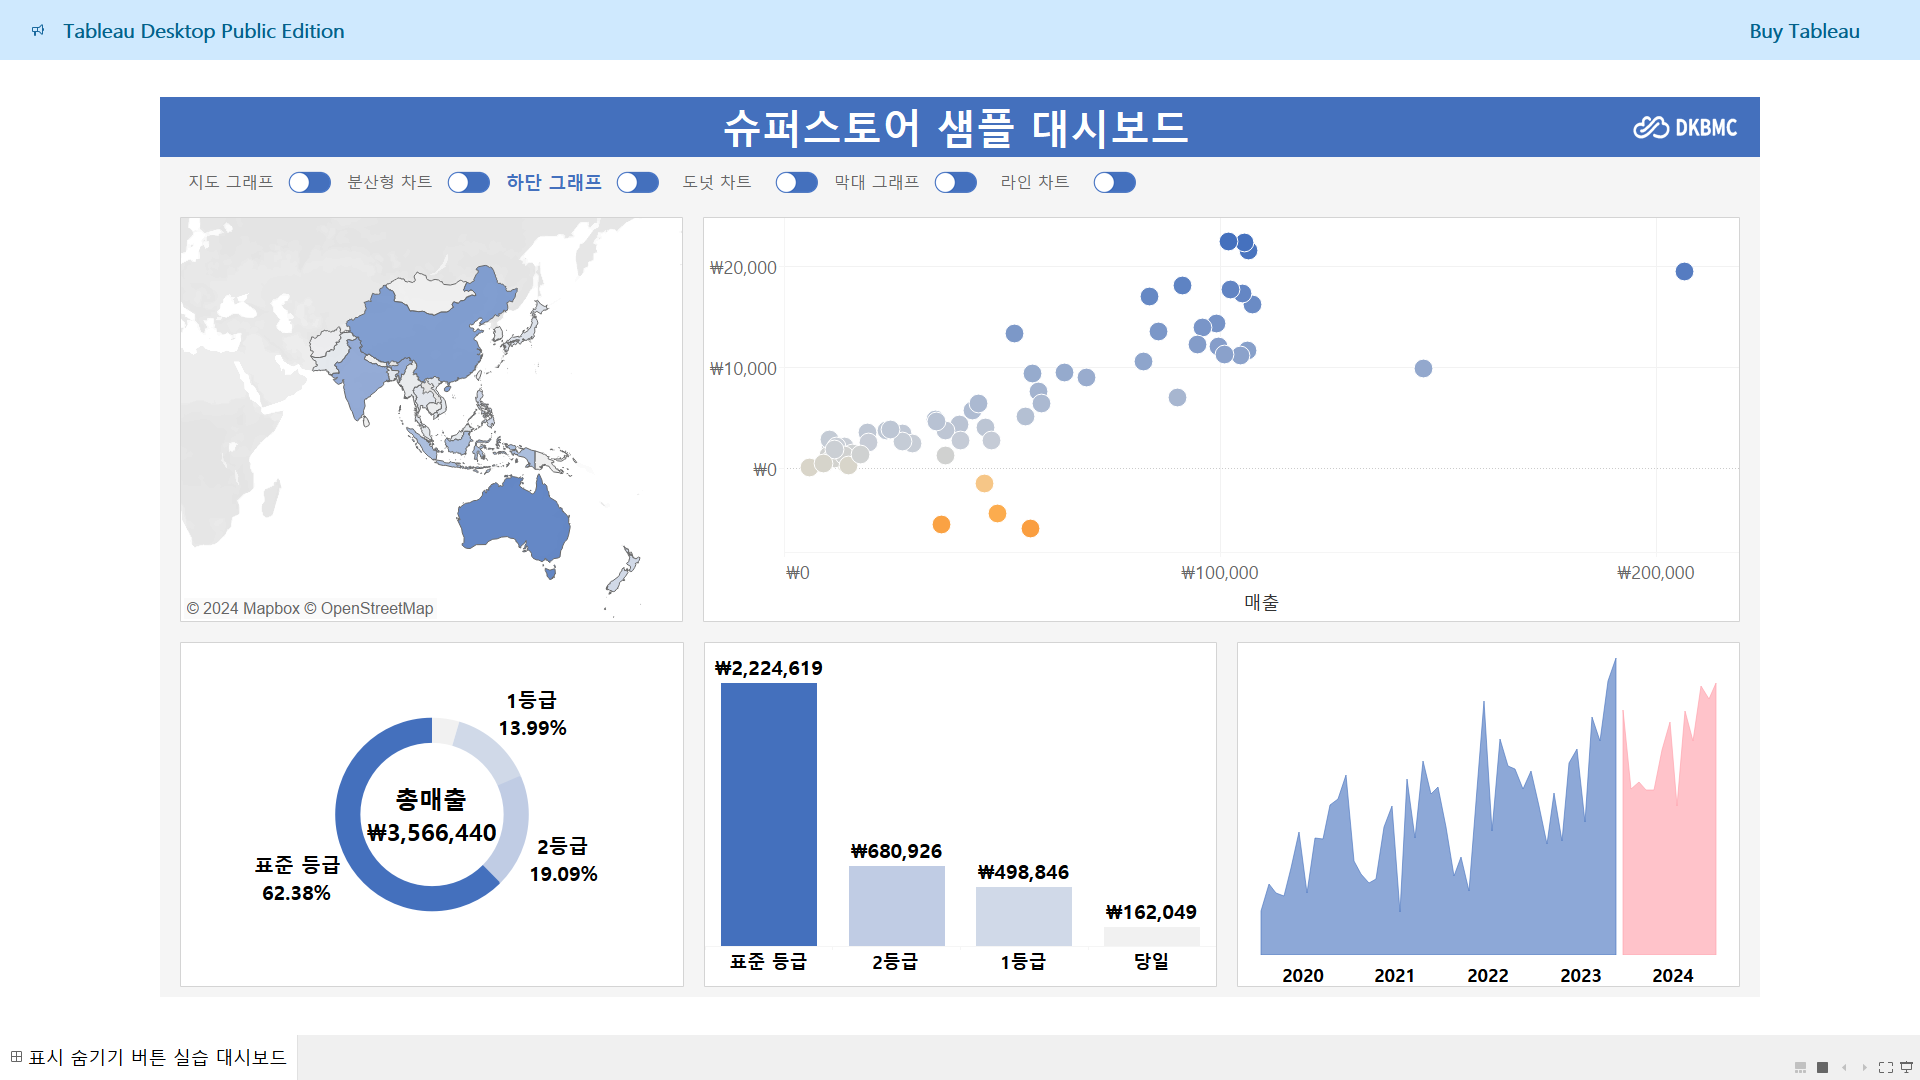 Tableau Desktop Public Edition
Buy Tableau
슈퍼스토어 샘플 대시보드
DKBMC
지도 그래프
분산형 차트
하단 그래프
도넛 차트
막대 그래프
라인 차트
© 2024 Mapbox © OpenStreetMap
₩20,000
₩10,000
₩0
₩0
₩100,000
₩200,000
매출
1등급
13.99%
총매출
₩3,566,440
2등급
19.09%
표준 등급
62.38%
₩2,224,619
₩680,926
₩498,846
₩162,049
표준 등급
2등급
1등급
당일
2020
2021
2022
2023
2024
표시 숨기기 버튼 실습 대시보드